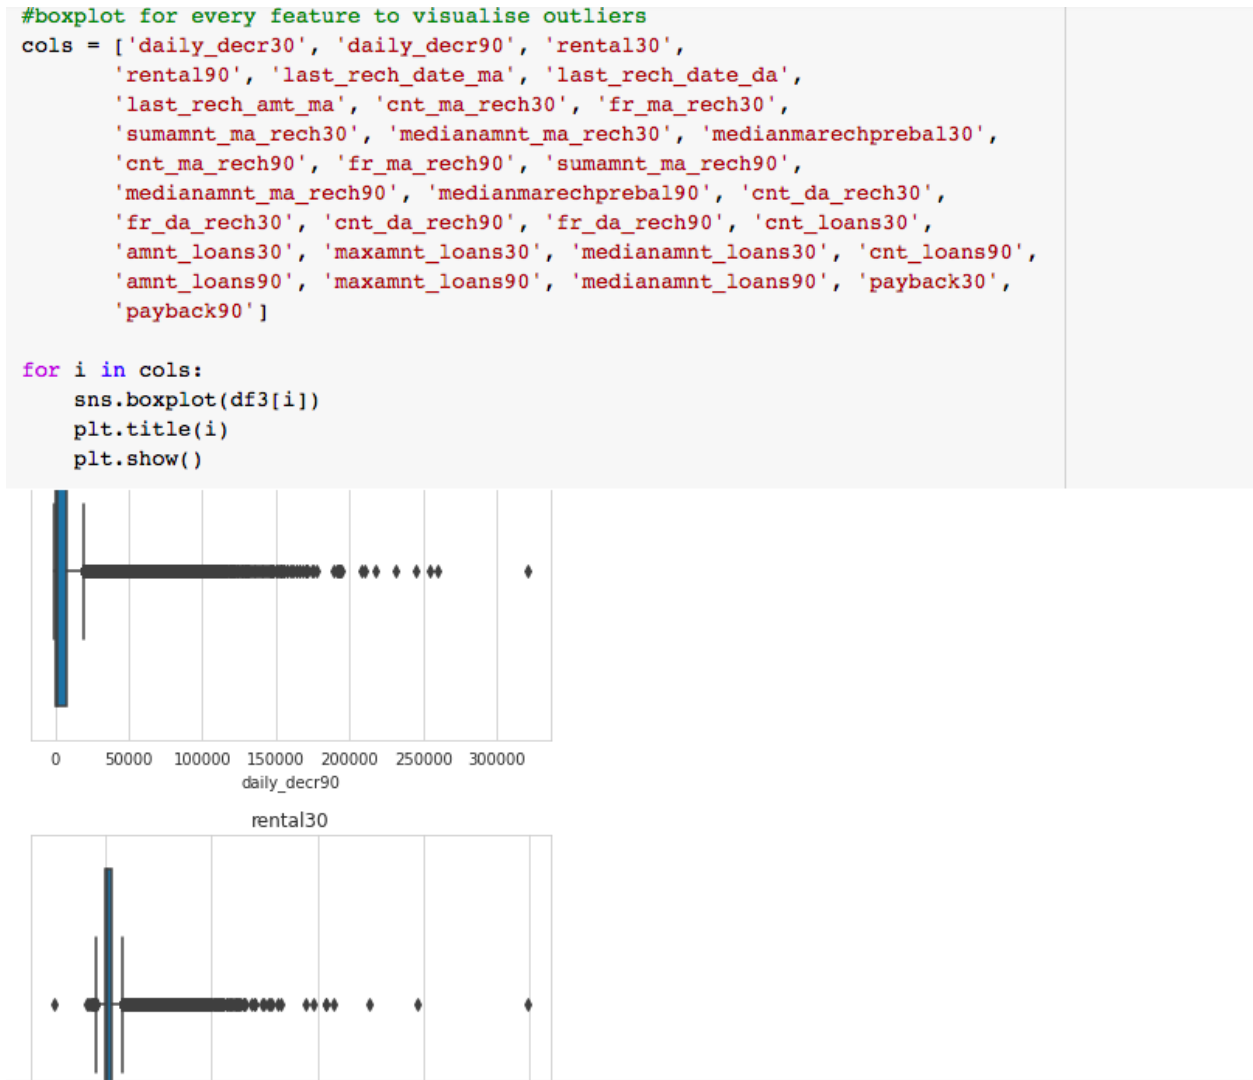 #boxplot for every feature to visualise outliers
cols = ['daily_decr30', 'daily_decr90', 'rental30',
'rental90', 'last_rech_date_ma', 'last_rech_date_da',
'last_rech_amt_ma', 'cnt_ma_rech30', 'fr_ma_rech30',
'sumamnt_ma_rech30', 'medianamnt_ma_rech30', 'medianmarechprebal30',
'cnt_ma_rech90', 'fr_ma_rech90', 'sumamnt_ma_rech90',
'medianamnt_ma_rech90', 'medianmarechprebal90', 'cnt_da_rech30',
'fr_da_rech30', 'cnt_da_rech90', 'fr_da_rech90', 'cnt_loans30',
'amnt_loans30', 'maxamnt_loans30', 'medianamnt_loans30', 'cnt_loans90',
'amnt_loans90', 'maxamnt_loans90', 'medianamnt_loans90', 'payback30',
'payback90']
for i in cols:
sns.boxplot(df3[i])
plt.title(i)
plt.show()
0 50000 100000 150000 200000 250000 300000
daily_decr90
rental30